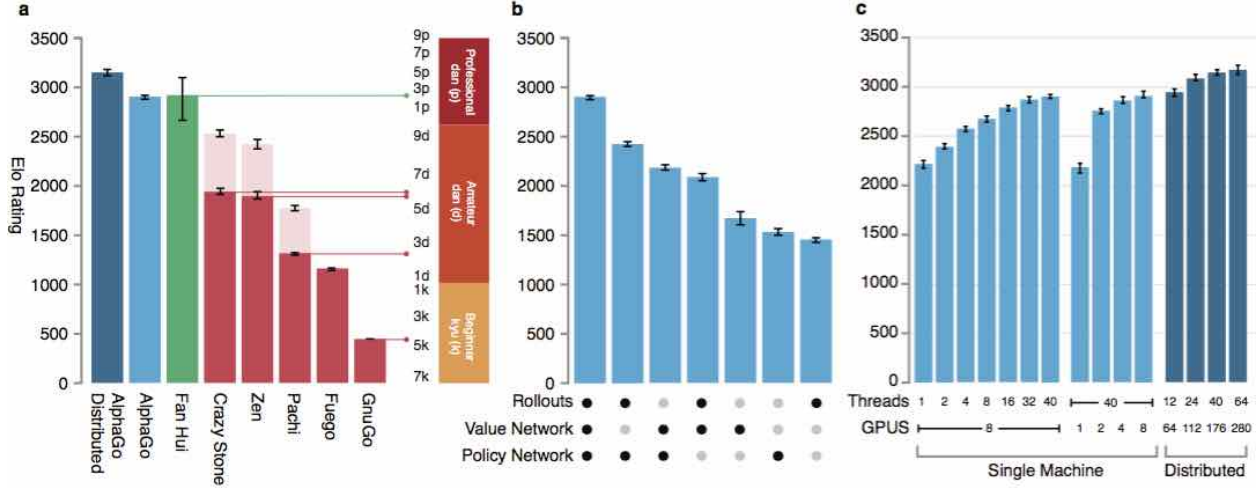 a
3500
3000
2500
2000
1500
1000
500
0
Elo Rating
AlphaGo Distributed
AlphaGo
Fan Hui
Crazy Stone
Zen
Pachi
Fuego
GnuGo
9p
7p
5p
3p
1p
9d
7d
5d
3d
1d
1k
3k
5k
7k
Professional
dan (p)
Amateur
dan (d)
Beginner
kyu (k)
b
3500
3000
2500
2000
1500
1000
500
0
Rollouts
Value Network
Policy Network
c
3500
3000
2500
2000
1500
1000
500
0
Threads 1 2 4 8 16 32 40 40 12 24 40 64
GPUS 8 1 2 4 8 64 112 176 280
Single Machine Distributed